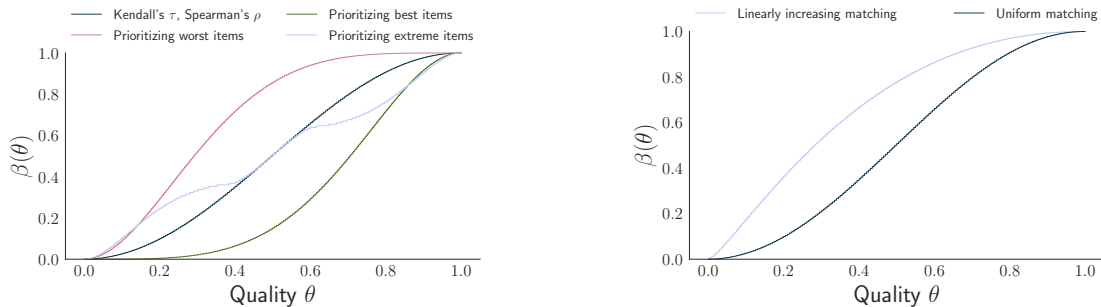 Kendall's τ, Spearman's ρ
Prioritizing best items
Prioritizing worst items
Prioritizing extreme items
1.0
0.8
0.6
0.4
0.2
0.0
β(θ)
0.0 0.2 0.4 0.6 0.8 1.0
Quality θ
Linearly increasing matching
Uniform matching
1.0
0.8
0.6
0.4
0.2
0.0
β(θ)
0.0 0.2 0.4 0.6 0.8 1.0
Quality θ